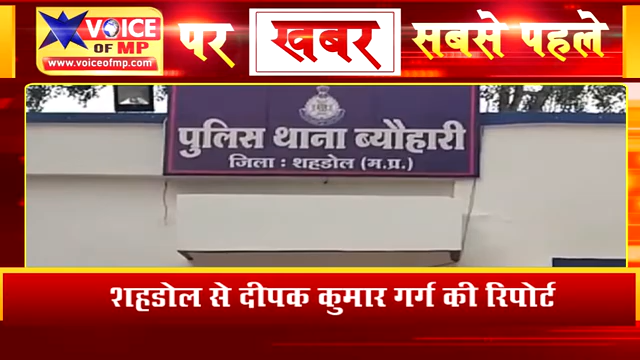 VOICE
OF MP
www.voiceofmp.com
पर
खबर
सबसे पहले
पुलिस थाना ब्यौहारी
जिला : शहडोल (म.प्र.)
शहडोल से दीपक कुमार गर्ग की रिपोर्ट